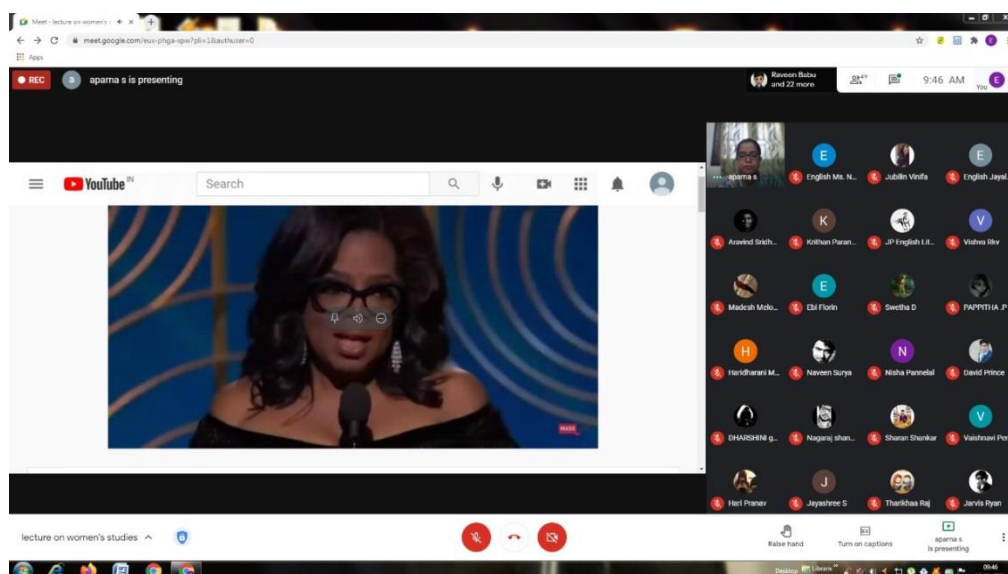 Meet - lecture on women's s
meet.google.com/eux-phga-spw?pli=1&authuser=0
Apps
REC
a
aparna s is presenting
Raveen Babu
and 22 more
49
9:46 AM
You
E
YouTube IN
Search
aparna s
E
English Ms. N...
Jubilin Vinifa
E
English Jayal
Aravind Sridh...
K
Krithan Paran...
JP English Lit...
V
Vishva Rkv
Madesh Melo...
E
Ebi Florin
Swetha D
PAPPITHA .P
H
Haridharani M...
Naveen Surya
N
Nisha Pannelal
David Prince
DHARSHINI g...
Nagaraj shan...
Sharan Shankar
V
Vaishnavi Per
Hari Pranav
J
Jayashree S
Tharikhaa Raj
Jarvis Ryan
lecture on women's studies
Raise hand
Turn on captions
aparna s
is presenting
Desktop
Libraries
09:46